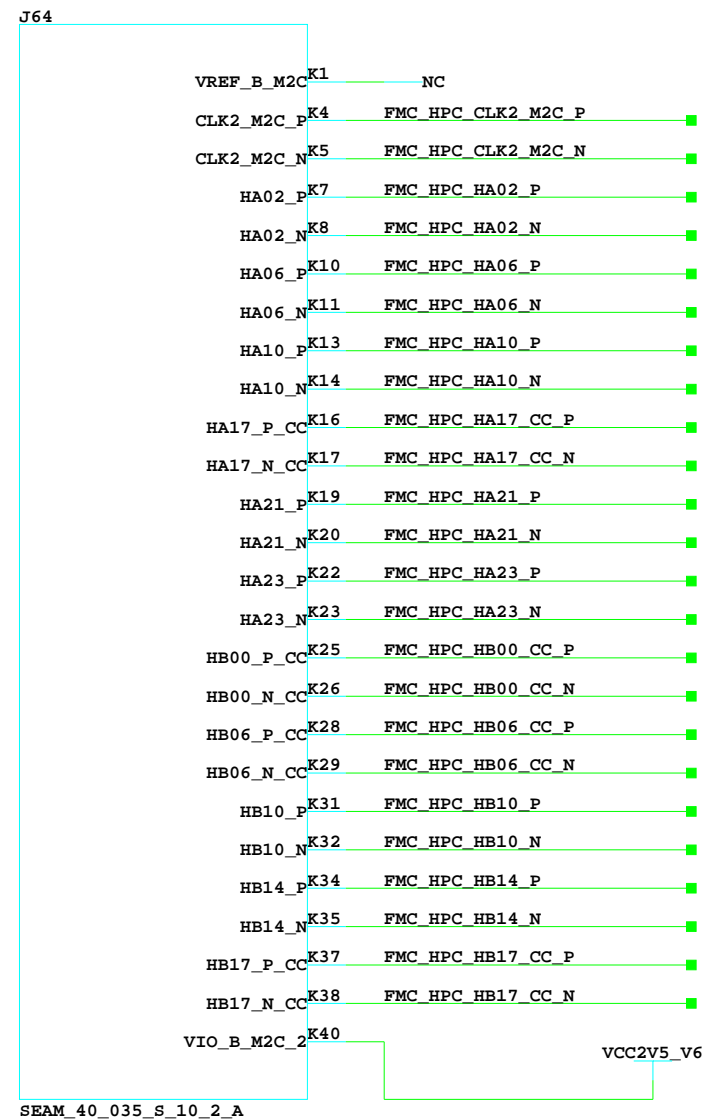 J64
VREF_B_M2C K1 NC
CLK2_M2C_P K4 FMC_HPC_CLK2_M2C_P
CLK2_M2C_N K5 FMC_HPC_CLK2_M2C_N
HA02_P K7 FMC_HPC_HA02_P
HA02_N K8 FMC_HPC_HA02_N
HA06_P K10 FMC_HPC_HA06_P
HA06_N K11 FMC_HPC_HA06_N
HA10_P K13 FMC_HPC_HA10_P
HA10_N K14 FMC_HPC_HA10_N
HA17_P_CC K16 FMC_HPC_HA17_CC_P
HA17_N_CC K17 FMC_HPC_HA17_CC_N
HA21_P K19 FMC_HPC_HA21_P
HA21_N K20 FMC_HPC_HA21_N
HA23_P K22 FMC_HPC_HA23_P
HA23_N K23 FMC_HPC_HA23_N
HB00_P_CC K25 FMC_HPC_HB00_CC_P
HB00_N_CC K26 FMC_HPC_HB00_CC_N
HB06_P_CC K28 FMC_HPC_HB06_CC_P
HB06_N_CC K29 FMC_HPC_HB06_CC_N
HB10_P K31 FMC_HPC_HB10_P
HB10_N K32 FMC_HPC_HB10_N
HB14_P K34 FMC_HPC_HB14_P
HB14_N K35 FMC_HPC_HB14_N
HB17_P_CC K37 FMC_HPC_HB17_CC_P
HB17_N_CC K38 FMC_HPC_HB17_CC_N
VIO_B_M2C_2 K40
VCC2V5_V6
SEAM_40_035_S_10_2_A